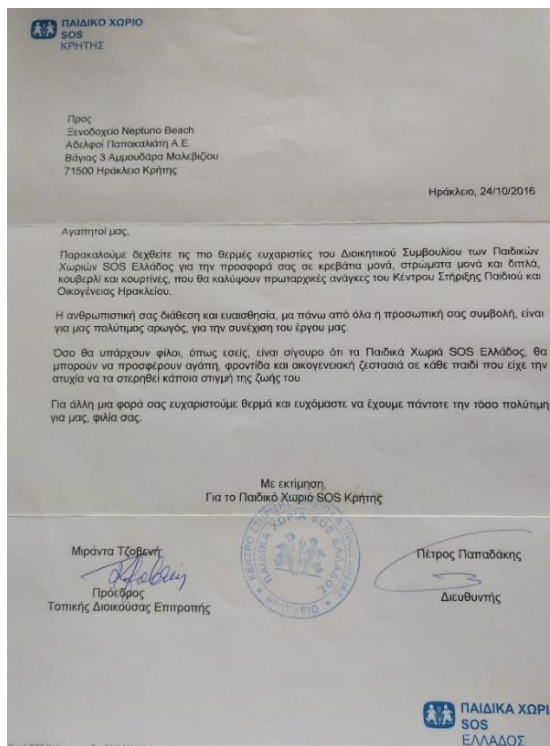 ΠΑΙΔΙΚΟ ΧΩΡΙΟ
SOS
ΚΡΗΤΗΣ
Προς
Ξενοδοχείο Neptuno Beach
Αδελφοί Παπακαλιάτη Α.Ε.
Βάγιας 3 Αμμουδάρα Μαλεβιζίου
71500 Ηράκλειο Κρήτης
Ηράκλειο, 24/10/2016
Αγαπητοί μας,
Παρακαλούμε δεχθείτε τις πιο θερμές ευχαριστίες του Διοικητικού Συμβουλίου των Παιδικών
Χωριών SOS Ελλάδος για την προσφορά σας σε κρεβάτια μονά, στρώματα μονά και διπλά,
κουβερλί και κουρτίνες, που θα καλύψουν πρωταρχικές ανάγκες του Κέντρου Στήριξης Παιδιού και
Οικογένειας Ηρακλείου.
Η ανθρωπιστική σας διάθεση και ευαισθησία, μα πάνω από όλα η προσωπική σας συμβολή, είναι
για μας πολύτιμος αρωγός, για την συνέχιση του έργου μας.
Όσο θα υπάρχουν φίλοι, όπως εσείς, είναι σίγουρο ότι τα Παιδικά Χωριά SOS Ελλάδος, θα
μπορούν να προσφέρουν αγάπη, φροντίδα και οικογενειακή ζεστασιά σε κάθε παιδί που είχε την
ατυχία να τα στερηθεί κάποια στιγμή της ζωής του.
Για άλλη μια φορά σας ευχαριστούμε θερμά και ευχόμαστε να έχουμε πάντοτε την τόσο πολύτιμη
για μας, φιλία σας.
Με εκτίμηση,
Για το Παιδικό Χωριό SOS Κρήτης
ΠΑΙΔΙΚΑ ΧΩΡΙΑ SOS ΕΛΛΑΔΟΣ
ΗΡΑΚΛΕΙΟ
Μιράντα Τζοβενή
Πρόεδρος
Τοπικής Διοικούσας Επιτροπής
Πέτρος Παπαδάκης
Διευθυντής
ΠΑΙΔΙΚΑ ΧΩΡΙ
SOS
ΕΛΛΑΔΟΣ